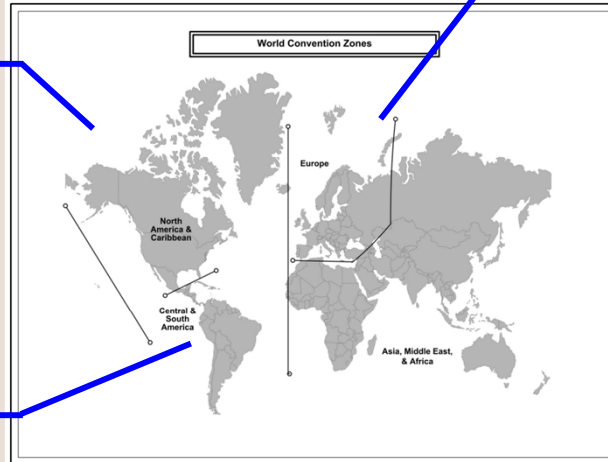 World Convention Zones
Europe
North
America &
Caribbean
Central &
South
America
Asia, Middle East,
& Africa